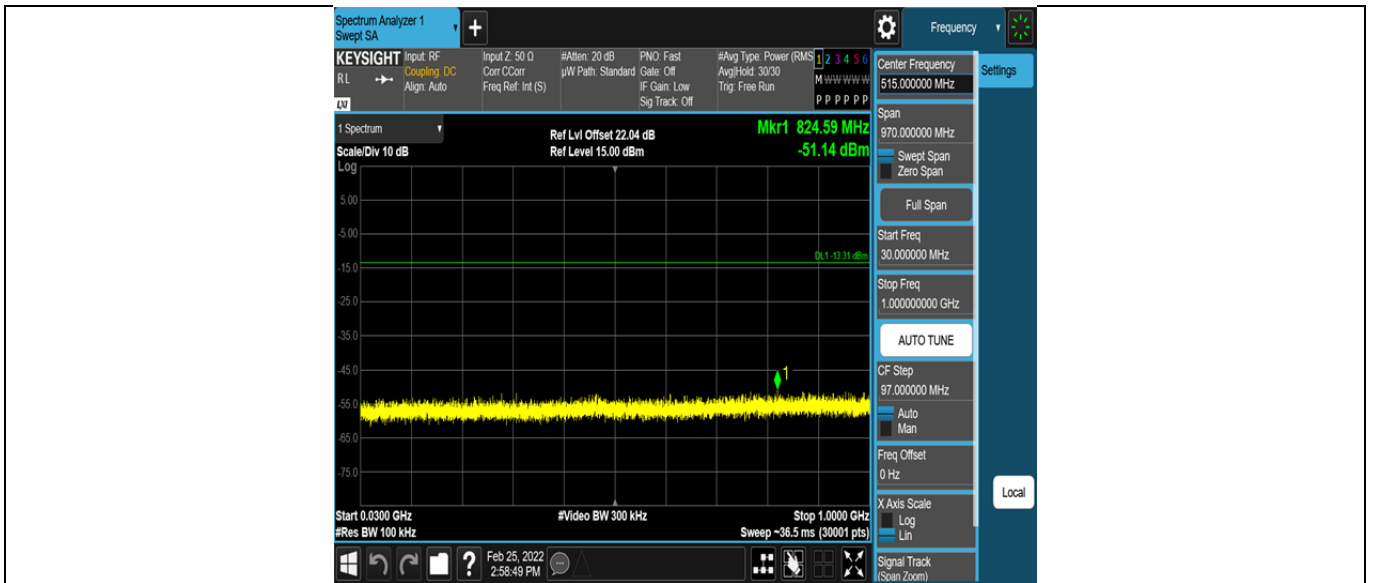 Spectrum Analyzer 1
Swept SA
+
Frequency
KEYSIGHT
RL
LXI
Input: RF
Coupling: DC
Align: Auto
Input Z: 50 Ω
Corr CCorr
Freq Ref: Int (S)
#Atten: 20 dB
µW Path: Standard
PNO: Fast
Gate: Off
IF Gain: Low
Sig Track: Off
#Avg Type: Power (RMS
Avg|Hold: 30/30
Trig: Free Run
1 2 3 4 5 6
M W W W W W
P P P P P P
1 Spectrum
Scale/Div 10 dB
Log
Ref Lvl Offset 22.04 dB
Ref Level 15.00 dBm
Mkr1 824.59 MHz
-51.14 dBm
5.00
-5.00
DL1 -13.31 dBm
-15.0
-25.0
-35.0
-45.0
1
-55.0
-65.0
-75.0
Start 0.0300 GHz
#Res BW 100 kHz
#Video BW 300 kHz
Stop 1.0000 GHz
Sweep ~36.5 ms (30001 pts)
?
Feb 25, 2022
2:58:49 PM
Center Frequency
515.000000 MHz
Span
970.000000 MHz
Swept Span
Zero Span
Full Span
Start Freq
30.000000 MHz
Stop Freq
1.000000000 GHz
AUTO TUNE
CF Step
97.000000 MHz
Auto
Man
Freq Offset
0 Hz
X Axis Scale
Log
Lin
Signal Track
(Span Zoom)
Settings
Local